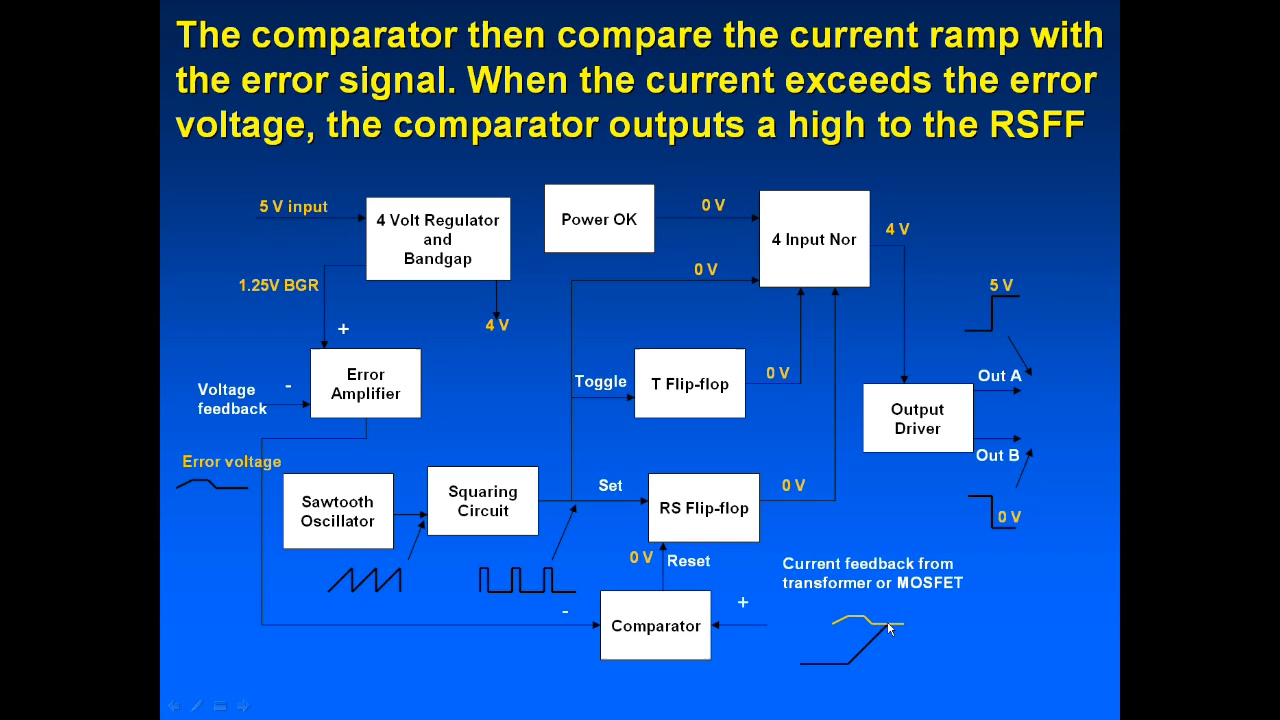 The comparator then compare the current ramp with
the error signal. When the current exceeds the error
voltage, the comparator outputs a high to the RSFF
5 V input
4 Volt Regulator
and
Bandgap
Power OK
0 V
4 Input Nor
4 V
0 V
1.25V BGR
5 V
4 V
+
Error
Amplifier
-
Voltage
feedback
Toggle
T Flip-flop
0 V
Out A
Output
Driver
Out B
Error voltage
Sawtooth
Oscillator
Squaring
Circuit
Set
RS Flip-flop
0 V
0 V
0 V
Reset
Current feedback from
transformer or MOSFET
-
Comparator
+